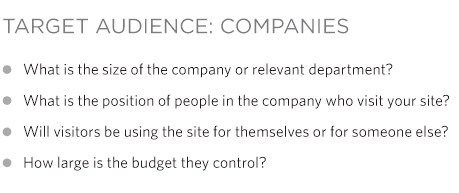 TARGET AUDIENCE: COMPANIES
What is the size of the company or relevant department?
What is the position of people in the company who visit your site?
Will visitors be using the site for themselves or for someone else?
How large is the budget they control?